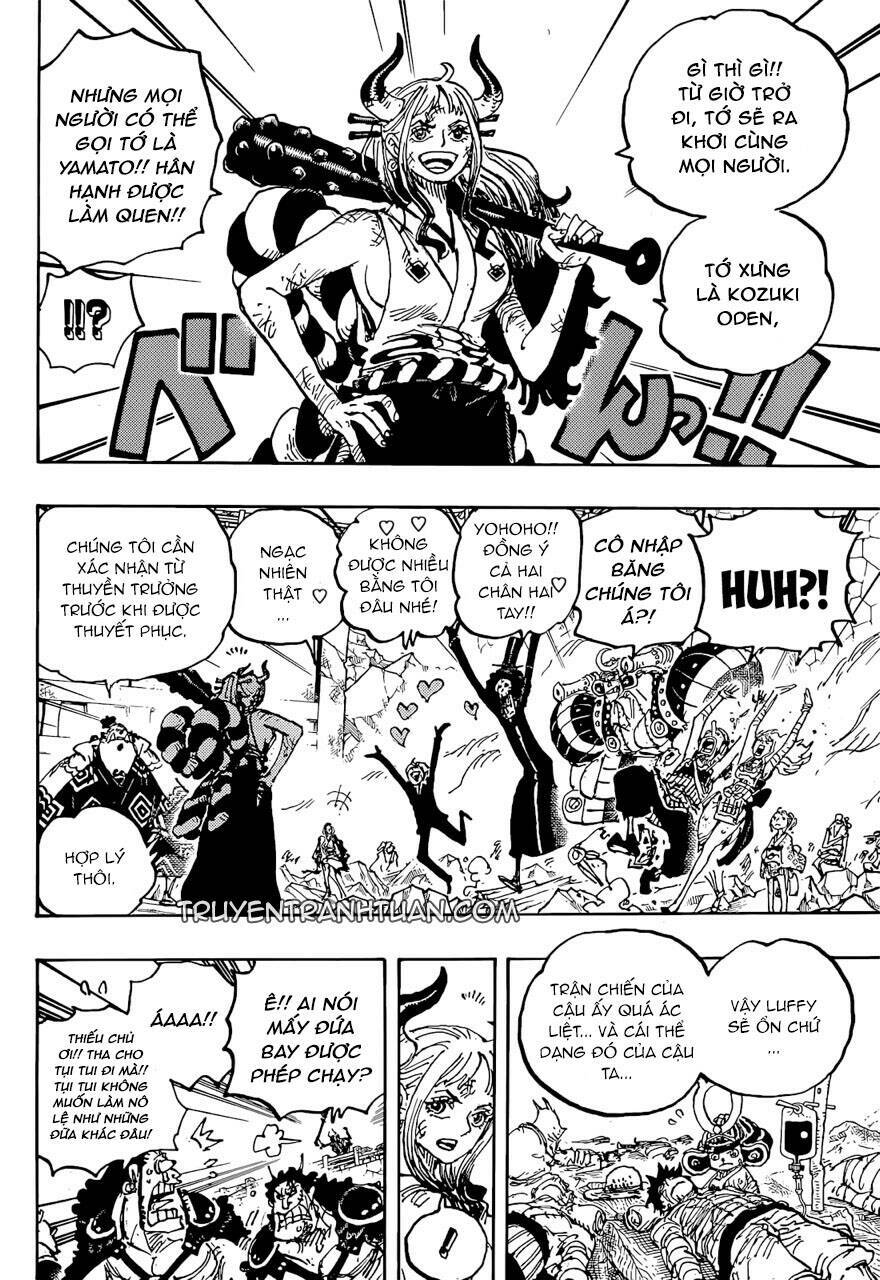 GÌ THÌ GÌ!!
TỪ GIỜ TRỞ
ĐI, TỚ SẼ RA
KHƠI CÙNG
MỌI NGƯỜI.
TỚ XƯNG
LÀ KOZUKI
ODEN,
NHƯNG MỌI
NGƯỜI CÓ THỂ
GỌI TỚ LÀ
YAMATO!! HÂN
HẠNH ĐƯỢC
LÀM QUEN!!
!!?
べんっ!!
HUH?!
CÔ NHẬP
BĂNG
CHÚNG TÔI
Á?!
YOHOHO!!
ĐỒNG Ý
CẢ HAI
CHÂN HAI
TAY!!
KHÔNG
ĐƯỢC NHIỀU
BẰNG TÔI
ĐÂU NHÉ!
NGẠC
NHIÊN
THẬT
...
CHÚNG TÔI CẦN
XÁC NHẬN TỪ
THUYỀN TRƯỞNG
TRƯỚC KHI ĐƯỢC
THUYẾT PHỤC.
HỢP LÝ
THÔI.
TRUYENTRANHTUAN.COM
VẬY LUFFY
SẼ ỔN CHỨ
...
TRẬN CHIẾN CỦA
CẬU ẤY QUÁ ÁC
LIỆT... VÀ CÁI THỂ
DẠNG ĐÓ CỦA CẬU
TA...
!
Ê!! AI NÓI
MẤY ĐỨA
BAY ĐƯỢC
PHÉP CHẠY?
ÁAAA!!
THIẾU CHỦ
ƠI!! THA CHO
TỤI TUI ĐI MÀ!!
TỤI TUI KHÔNG
MUỐN LÀM NÔ
LỆ NHƯ NHỮNG
ĐỨA KHÁC ĐÂU!